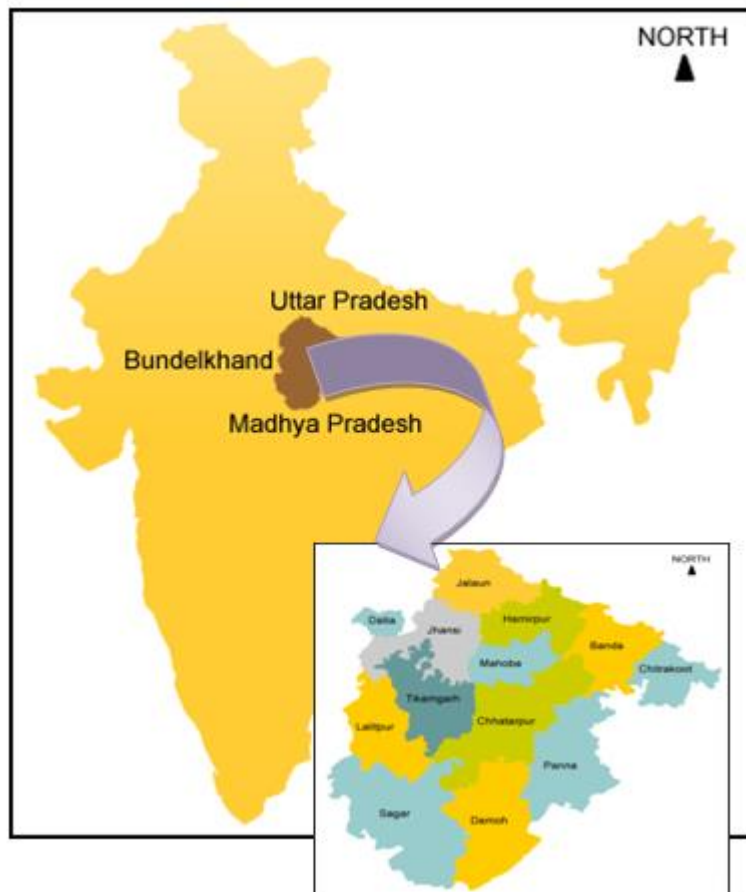 NORTH
Uttar Pradesh
Bundelkhand
Madhya Pradesh
NORTH
Jalaun
Datia
Hamirpur
Jhansi
Banda
Mahoba
Chitrakoot
Tikamgarh
Lalitpur
Chhatarpur
Panna
Sagar
Damoh